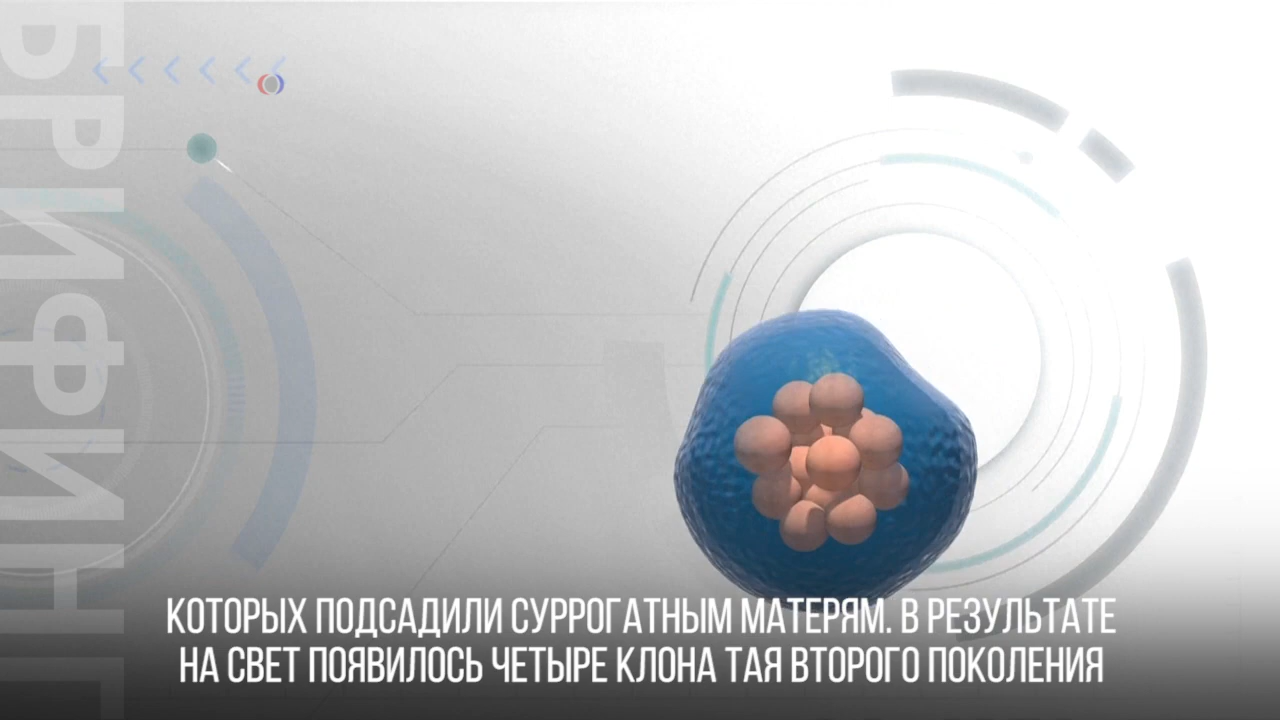 БРИФИНГ
КОТОРЫХ ПОДСАДИЛИ СУРРОГАТНЫМ МАТЕРЯМ. В РЕЗУЛЬТАТЕ
НА СВЕТ ПОЯВИЛОСЬ ЧЕТЫРЕ КЛОНА ТАЯ ВТОРОГО ПОКОЛЕНИЯ